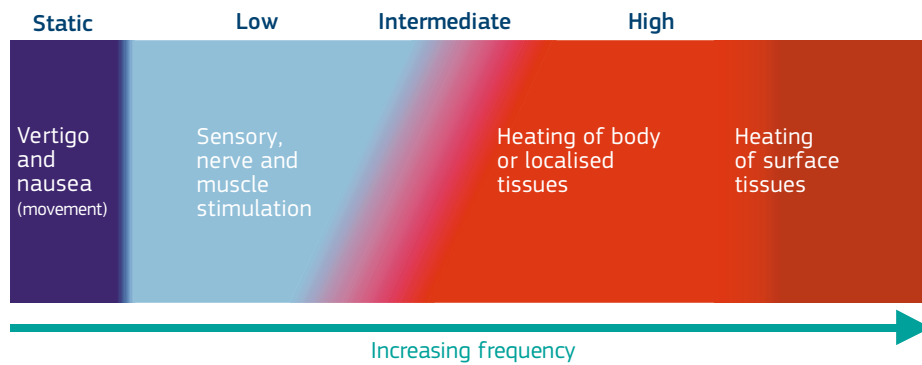 Static Low Intermediate High
Vertigo
and
nausea
(movement)
Sensory,
nerve and
muscle
stimulation
Heating of body
or localised
tissues
Heating
of surface
tissues
Increasing frequency